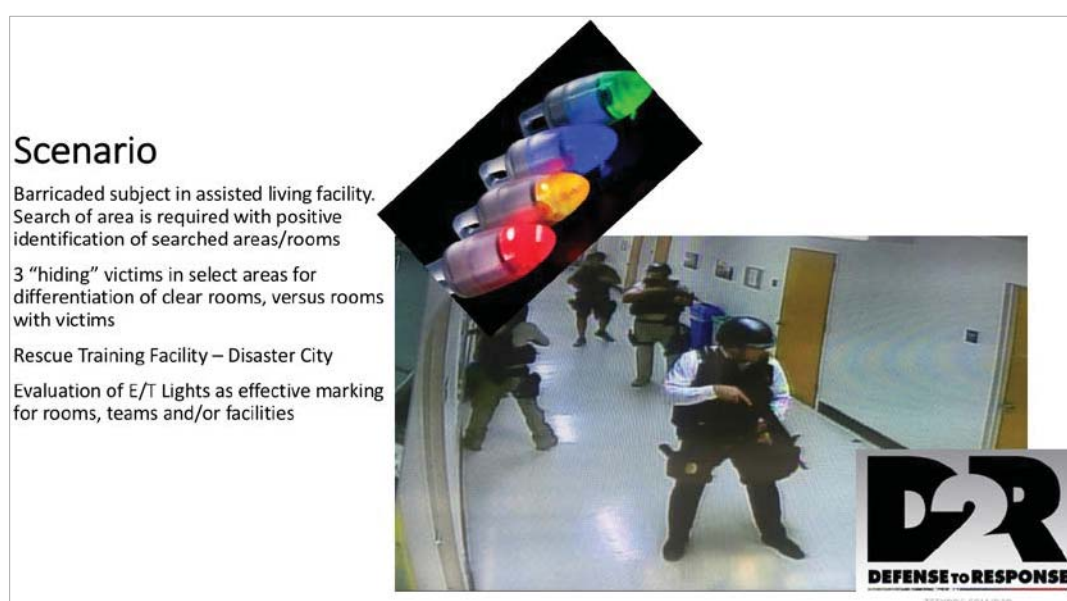 Scenario
Barricaded subject in assisted living facility.
Search of area is required with positive
identification of searched areas/rooms
3 “hiding” victims in select areas for
differentiation of clear rooms, versus rooms
with victims
Rescue Training Facility – Disaster City
Evaluation of E/T Lights as effective marking
for rooms, teams and/or facilities
D2R
DEFENSE TO RESPONSE